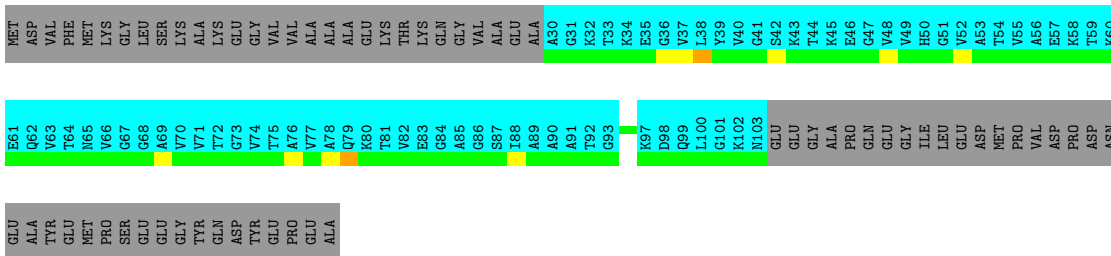 MET ASP VAL PHE MET LYS GLY LEU SER LYS ALA LYS GLU GLY VAL VAL ALA ALA ALA GLU LYS THR LYS GLN GLY VAL ALA GLU ALA A30 G31 K32 T33 K34 E35 G36 V37 L38 Y39 V40 G41 S42 K43 T44 K45 E46 G47 V48 V49 H50 G51 V52 A53 T54 V55 A56 E57 K58 T59 K60
E61 Q62 V63 T64 N65 V66 G67 G68 A69 V70 V71 T72 G73 V74 T75 A76 V77 A78 Q79 K80 T81 V82 E83 G84 A85 G86 S87 I88 A89 A90 A91 T92 G93 K97 D98 Q99 L100 G101 K102 N103 GLU GLU GLY ALA PRO GLN GLU GLY ILE LEU GLU ASP MET PRO VAL ASP PRO ASP ASN
GLU ALA TYR GLU MET PRO SER GLU GLU GLY TYR GLN ASP TYR GLU PRO GLU ALA